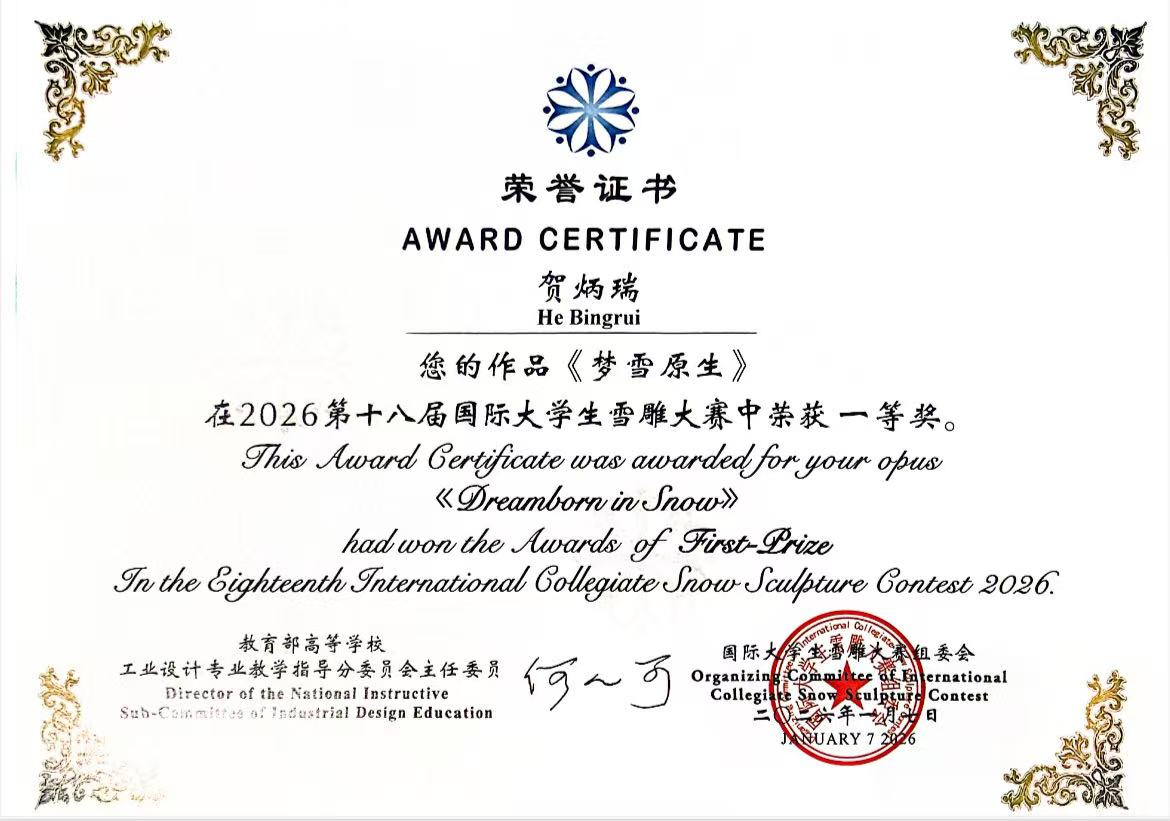 荣誉证书
AWARD CERTIFICATE
贺炳瑞
He Bingrui
您的作品《梦雪原生》
在2026第十八届国际大学生雪雕大赛中荣获 一等奖。
This Award Certificate was awarded for your opus
《Dreamborn in Snow》
had won the Awards of First-Prize
In the Eighteenth International Collegiate Snow Sculpture Contest 2026.
教育部高等学校
工业设计专业教学指导分委员会主任委员
Director of the National Instructive
Sub-Committee of Industrial Design Education
何人可
国际大学生雪雕大赛组委会
Organizing Committee of International
Collegiate Snow Sculpture Contest
二〇二六年一月七日
JANUARY 7 2026